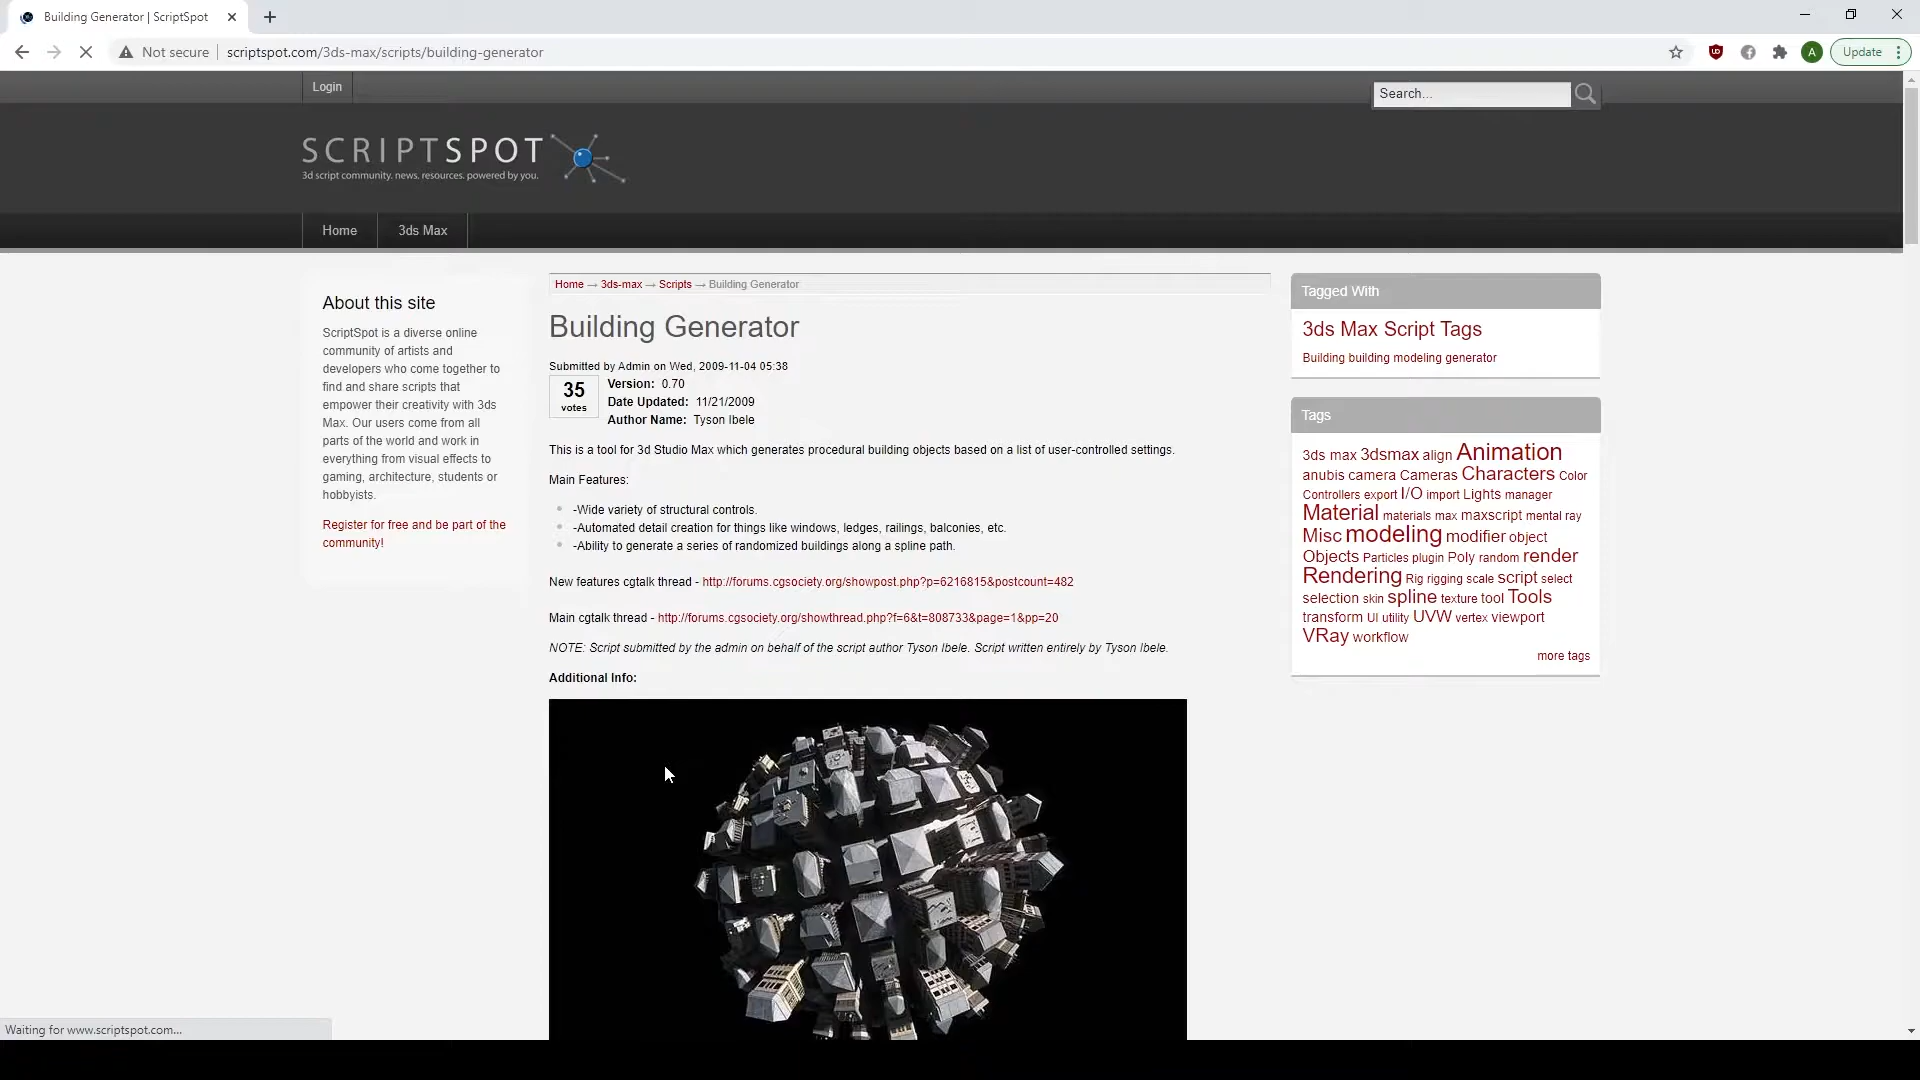 Building Generator | ScriptSpot
Not secure
scriptspot.com/3ds-max/scripts/building-generator
A
Update
Login
Search...
SCRIPTSPOT
3d script community. news. resources. powered by you.
Home
3ds Max
About this site
ScriptSpot is a diverse online
community of artists and
developers who come together to
find and share scripts that
empower their creativity with 3ds
Max. Our users come from all
parts of the world and work in
everything from visual effects to
gaming, architecture, students or
hobbyists.
Register for free and be part of the
community!
Home → 3ds-max → Scripts → Building Generator
Building Generator
Submitted by Admin on Wed, 2009-11-04 05:38
35
votes
Version: 0.70
Date Updated: 11/21/2009
Author Name: Tyson Ibele
This is a tool for 3d Studio Max which generates procedural building objects based on a list of user-controlled settings.
Main Features:
-Wide variety of structural controls.
-Automated detail creation for things like windows, ledges, railings, balconies, etc.
-Ability to generate a series of randomized buildings along a spline path.
New features cgtalk thread - http://forums.cgsociety.org/showpost.php?p=6216815&postcount=482
Main cgtalk thread - http://forums.cgsociety.org/showthread.php?f=6&t=808733&page=1&pp=20
NOTE: Script submitted by the admin on behalf of the script author Tyson Ibele. Script written entirely by Tyson Ibele.
Additional Info:
Tagged With
3ds Max Script Tags
Building building modeling generator
Tags
3ds max 3dsmax align Animation
anubis camera Cameras Characters Color
Controllers export I/O import Lights manager
Material materials max maxscript mental ray
Misc modeling modifier object
Objects Particles plugin Poly random render
Rendering Rig rigging scale script select
selection skin spline texture tool Tools
transform UI utility UVW vertex viewport
VRay workflow
more tags
Waiting for www.scriptspot.com...